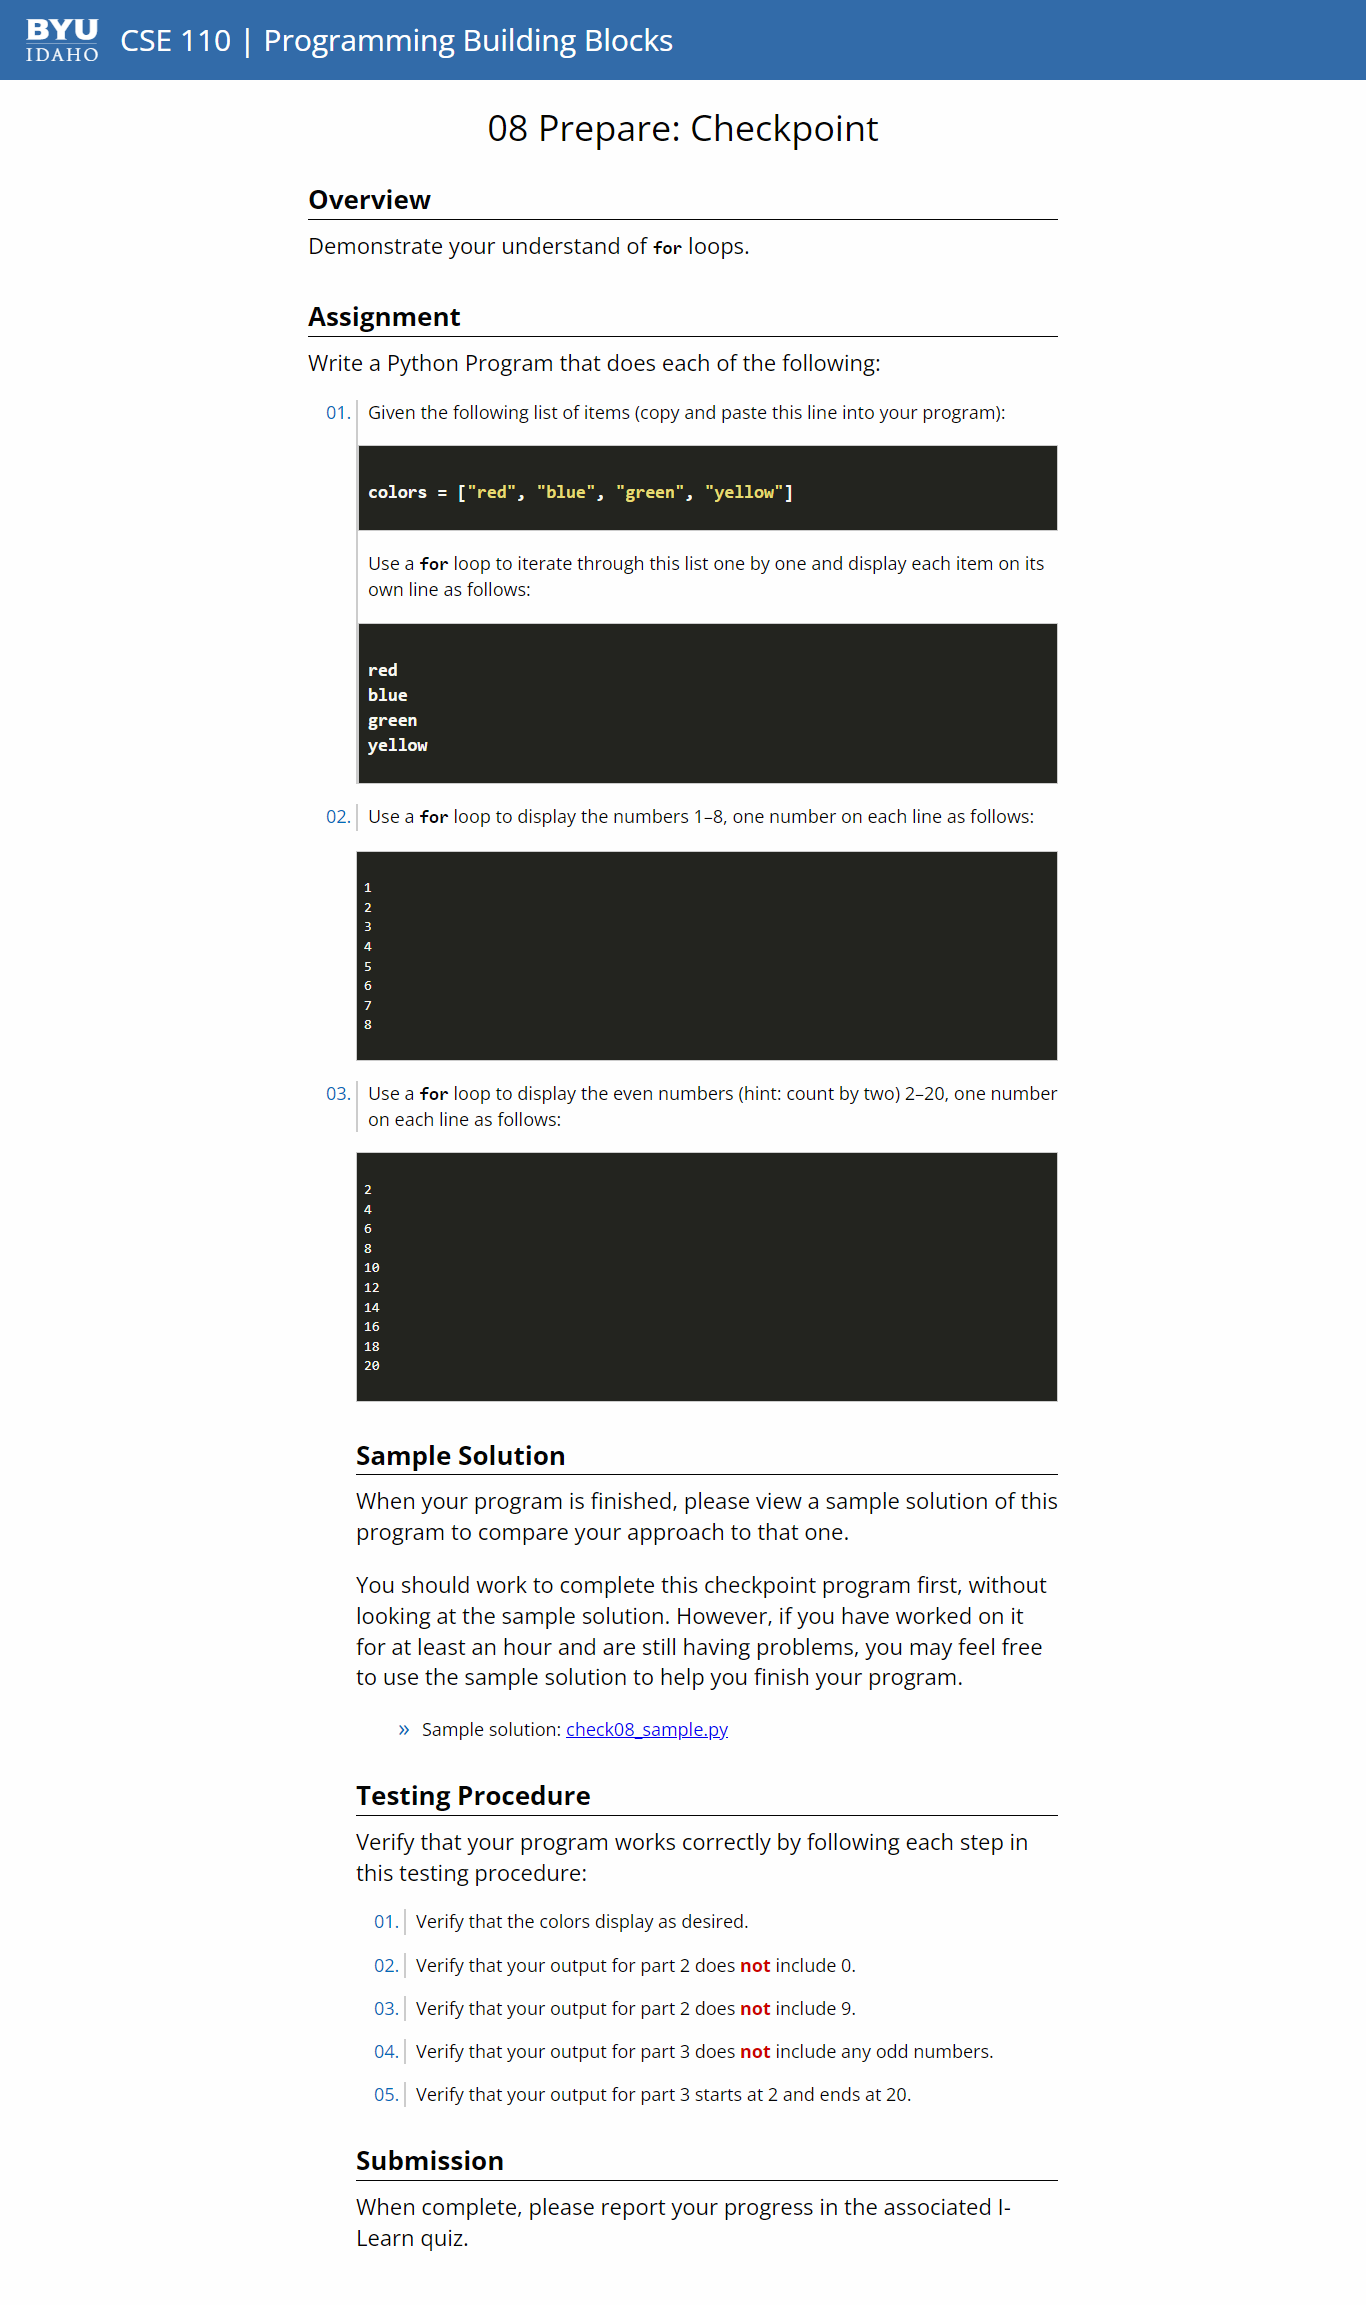 BYU
IDAHO
CSE 110 | Programming Building Blocks
08 Prepare: Checkpoint
Overview
Demonstrate your understand of for loops.
Assignment
Write a Python Program that does each of the following:
01. Given the following list of items (copy and paste this line into your program):
colors = ["red", "blue", "green", "yellow"]
Use a for loop to iterate through this list one by one and display each item on its
own line as follows:
red
blue
green
yellow
02. Use a for loop to display the numbers 1–8, one number on each line as follows:
1
2
3
4
5
6
7
8
03. Use a for loop to display the even numbers (hint: count by two) 2–20, one number
on each line as follows:
2
4
6
8
10
12
14
16
18
20
Sample Solution
When your program is finished, please view a sample solution of this
program to compare your approach to that one.
You should work to complete this checkpoint program first, without
looking at the sample solution. However, if you have worked on it
for at least an hour and are still having problems, you may feel free
to use the sample solution to help you finish your program.
» Sample solution: check08_sample.py
Testing Procedure
Verify that your program works correctly by following each step in
this testing procedure:
01. Verify that the colors display as desired.
02. Verify that your output for part 2 does not include 0.
03. Verify that your output for part 2 does not include 9.
04. Verify that your output for part 3 does not include any odd numbers.
05. Verify that your output for part 3 starts at 2 and ends at 20.
Submission
When complete, please report your progress in the associated I-
Learn quiz.